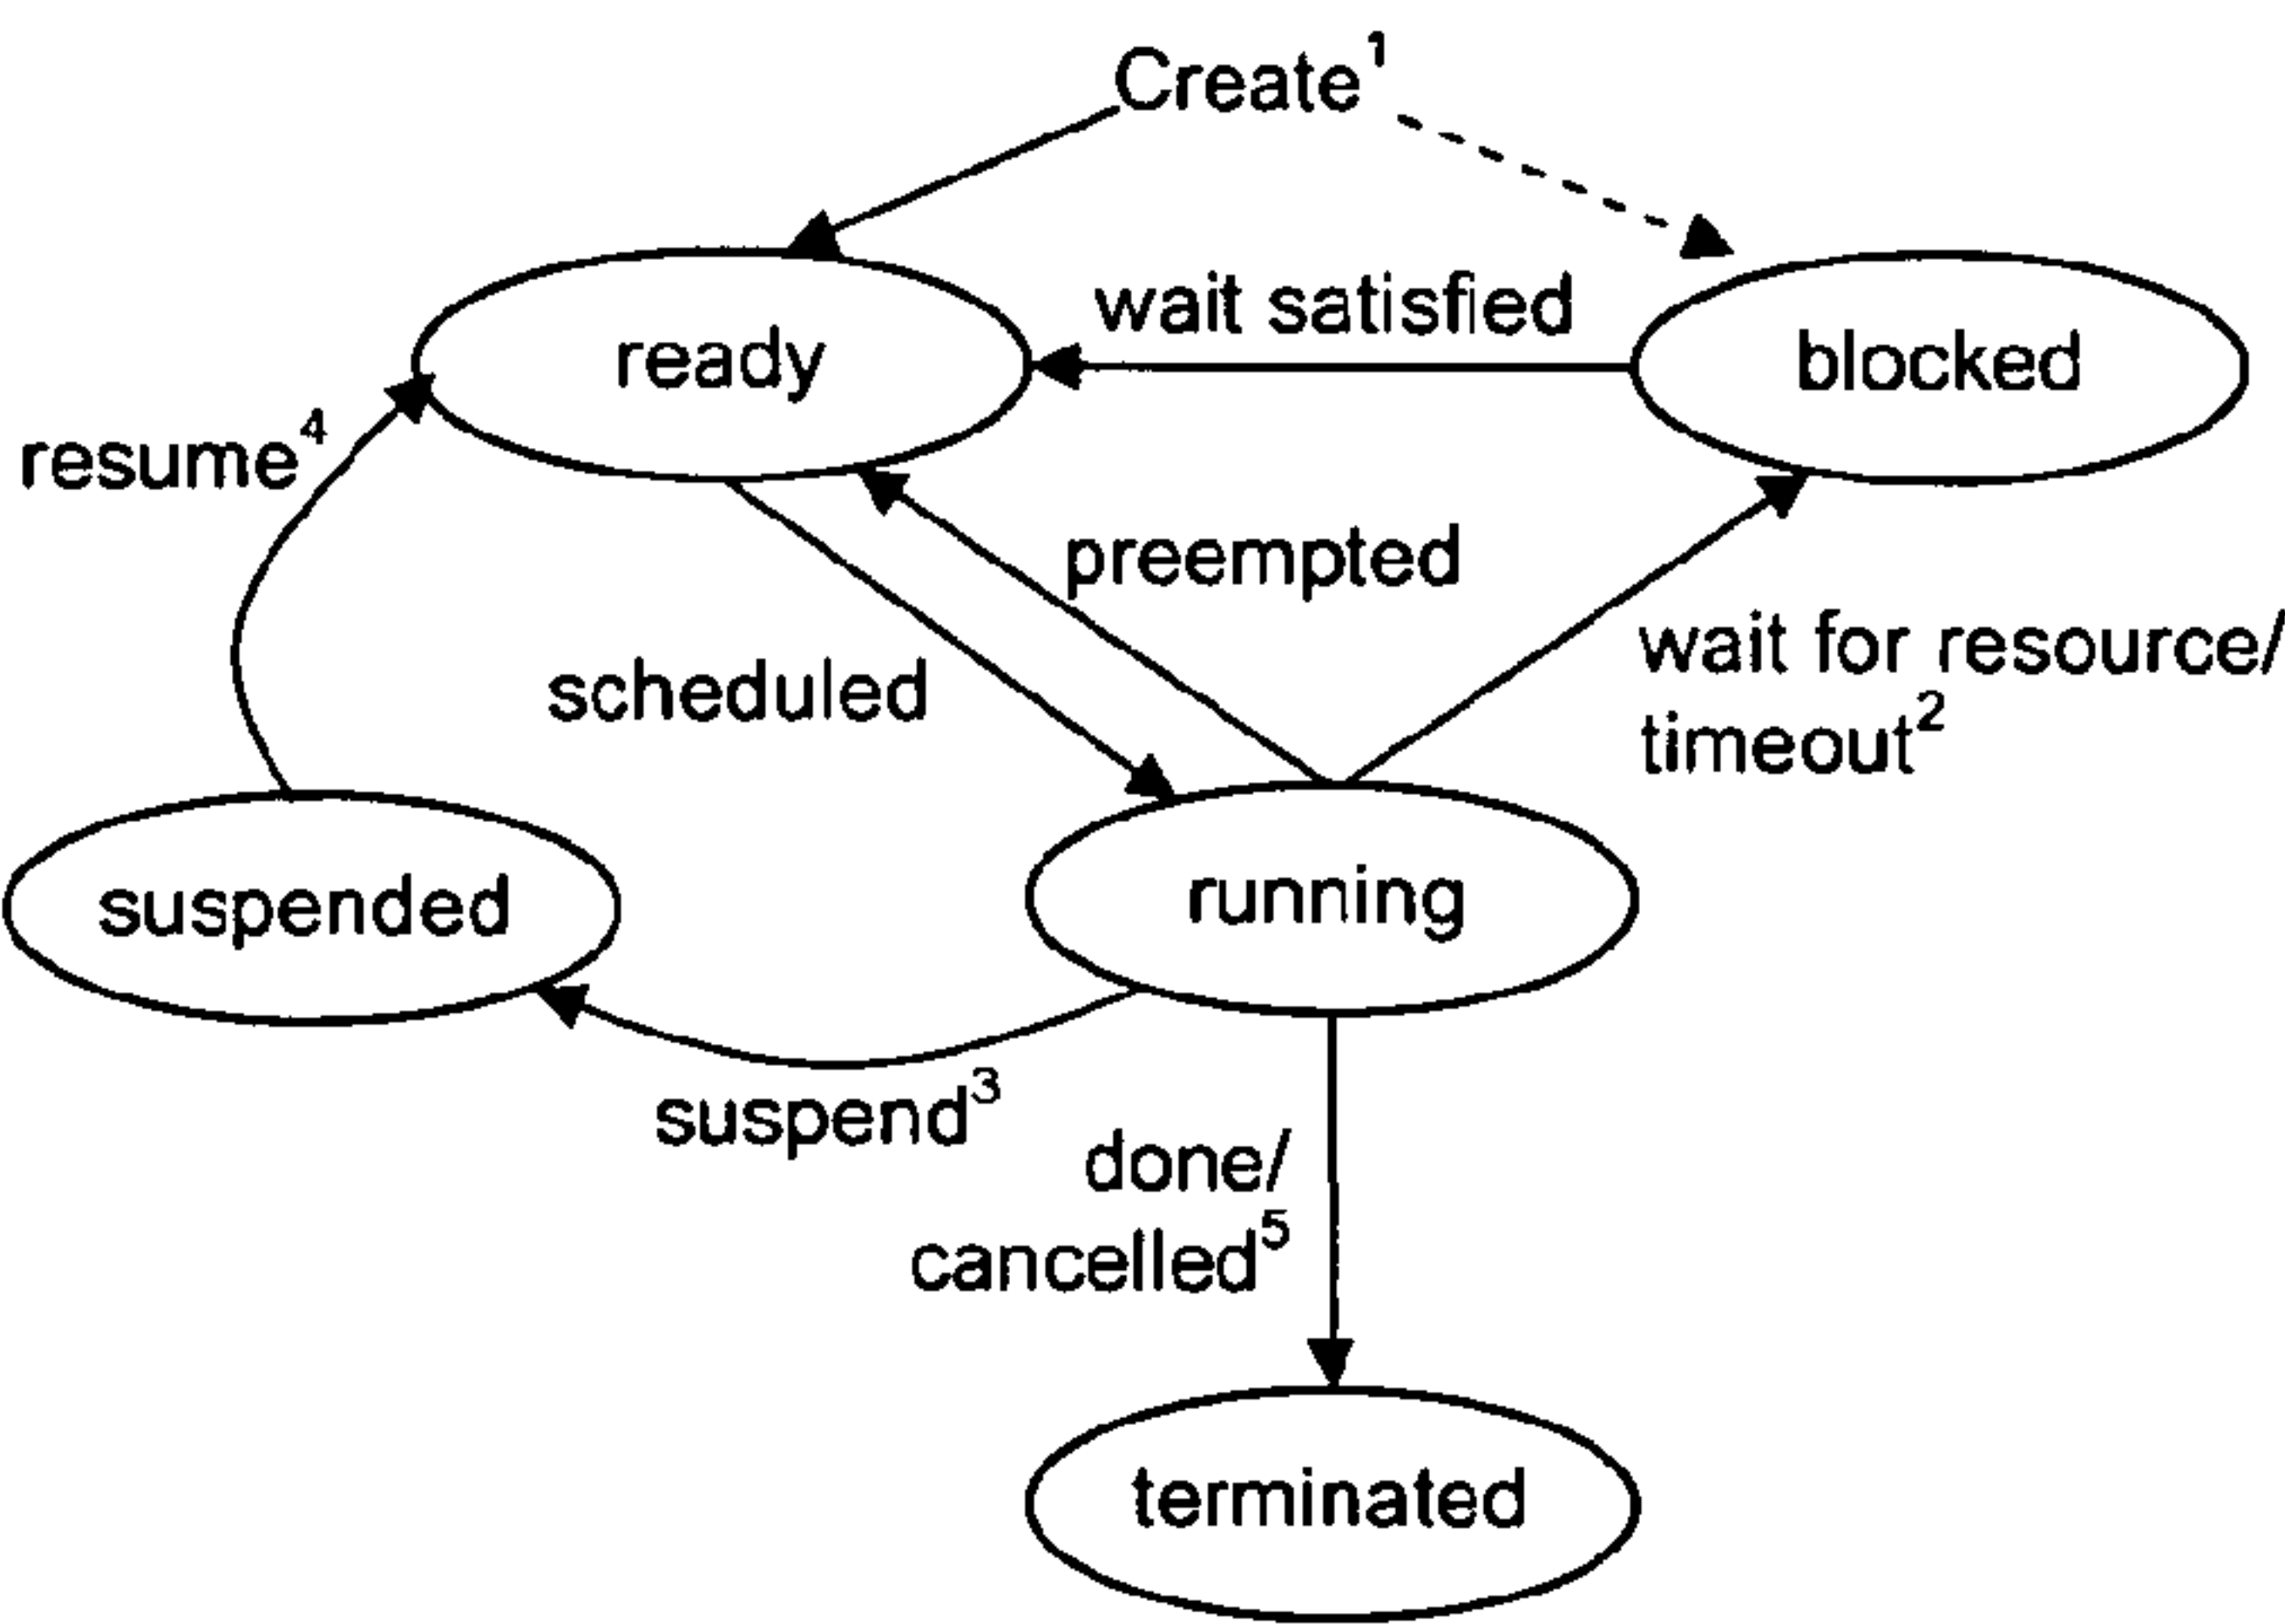 Create¹
wait satisfied
ready
blocked
resume⁴
preempted
wait for resource/
timeout²
scheduled
suspended
running
suspend³
done/
cancelled⁵
terminated